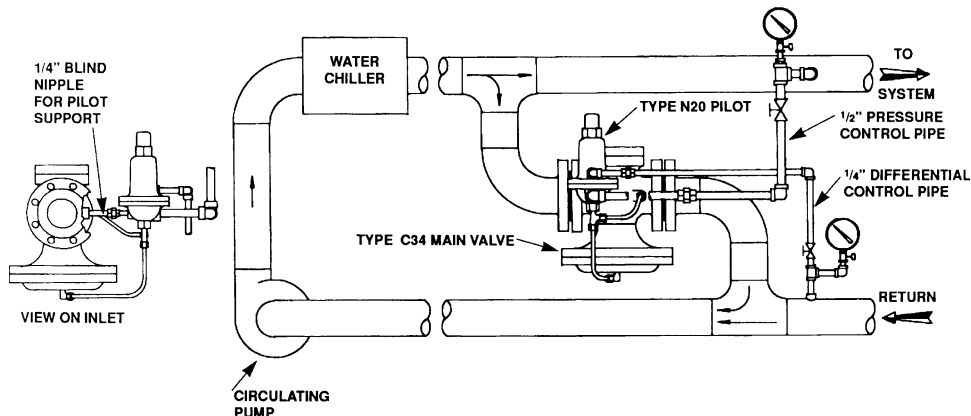 1/4" BLIND
NIPPLE
FOR PILOT
SUPPORT
VIEW ON INLET
WATER
CHILLER
CIRCULATING
PUMP
TYPE N20 PILOT
TYPE C34 MAIN VALVE
TO
SYSTEM
1/2" PRESSURE
CONTROL PIPE
1/4" DIFFERENTIAL
CONTROL PIPE
RETURN